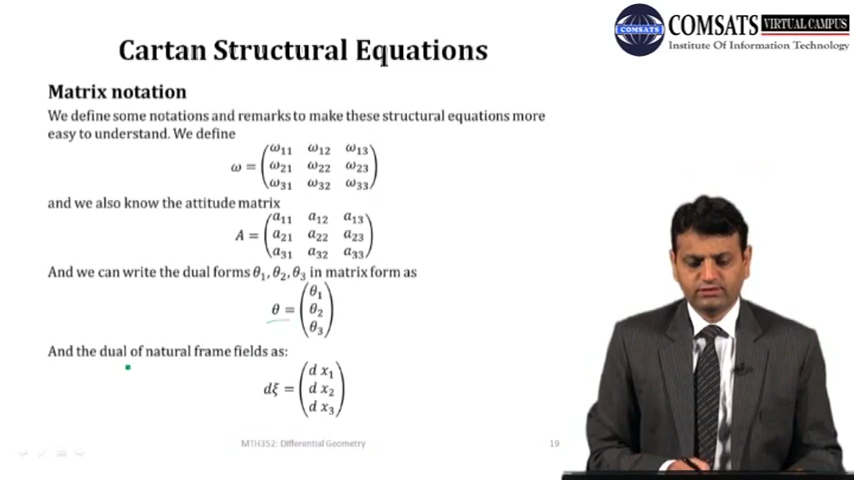 COMSATS VIRTUAL CAMPUS
Institute Of Information Technology
COMSATS
Cartan Structural Equations
Matrix notation
We define some notations and remarks to make these structural equations more
easy to understand. We define
ω = (ω₁₁ ω₁₂ ω₁₃
ω₂₁ ω₂₂ ω₂₃
ω₃₁ ω₃₂ ω₃₃)
and we also know the attitude matrix
A = (a₁₁ a₁₂ a₁₃
a₂₁ a₂₂ a₂₃
a₃₁ a₃₂ a₃₃)
And we can write the dual forms θ₁, θ₂, θ₃ in matrix form as
θ = (θ₁
θ₂
θ₃)
And the dual of natural frame fields as:
dξ = (d x₁
d x₂
d x₃)
MTH352: Differential Geometry 19